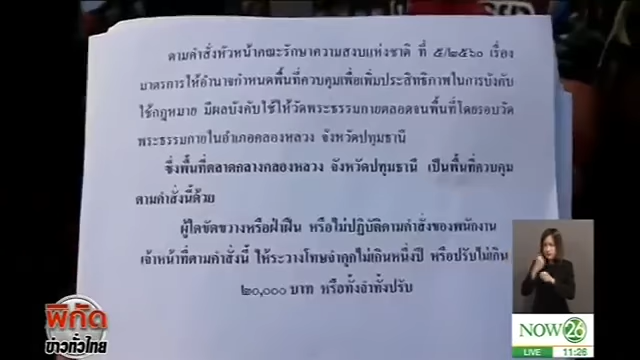 ตามคำสั่งหัวหน้าคณะรักษาความสงบแห่งชาติ ที่ ๕/๒๕๖๐ เรื่อง
มาตรการให้อำนาจกำหนดพื้นที่ควบคุมเพื่อเพิ่มประสิทธิภาพในการบังคับ
ใช้กฎหมาย มีผลบังคับใช้ให้วัดพระธรรมกายตลอดจนพื้นที่โดยรอบวัด
พระธรรมกายในอำเภอคลองหลวง จังหวัดปทุมธานี
ซึ่งพื้นที่ตลาดกลางคลองหลวง จังหวัดปทุมธานี เป็นพื้นที่ควบคุม
ตามคำสั่งนี้ด้วย
ผู้ใดขัดขวางหรือฝ่าฝืน หรือไม่ปฏิบัติตามคำสั่งของพนักงาน
เจ้าหน้าที่ตามคำสั่งนี้ ให้ระวางโทษจำคุกไม่เกินหนึ่งปี หรือปรับไม่เกิน
๒๐,๐๐๐ บาท หรือทั้งจำทั้งปรับ
พิกัด
ข่าวทั่วไทย
NOW26
LIVE 11:26